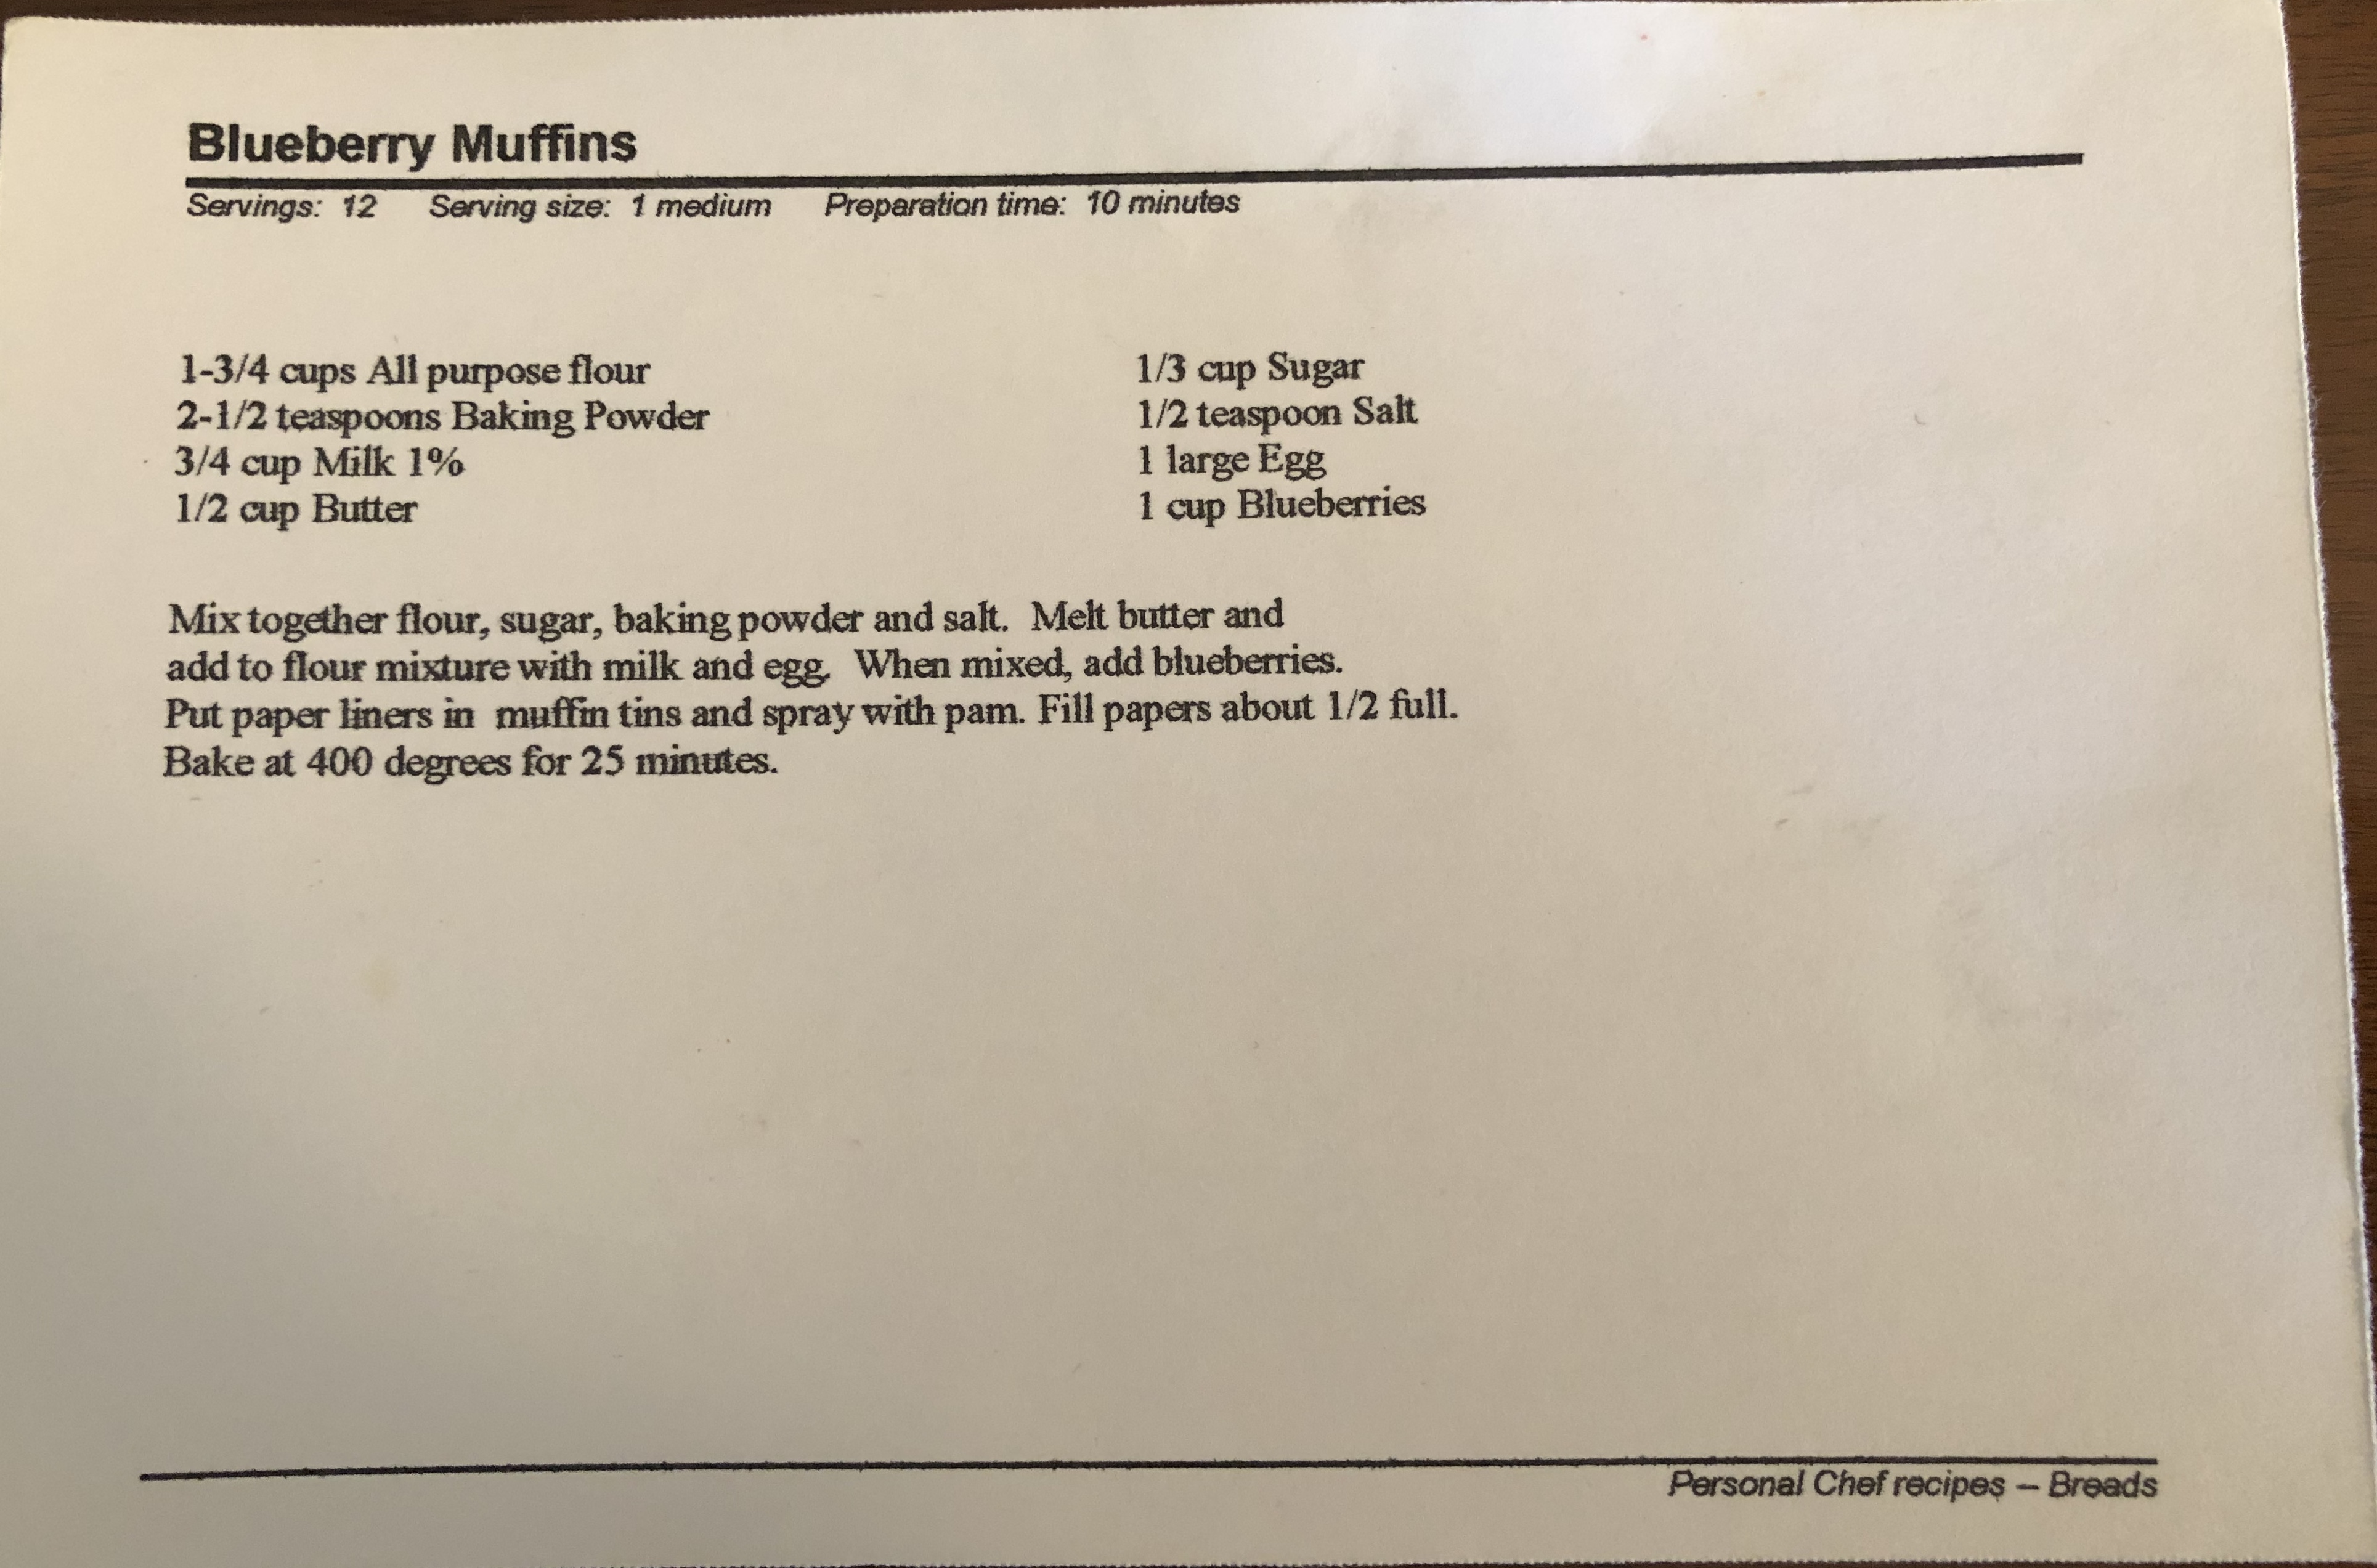 Blueberry Muffins
Servings: 12 Serving size: 1 medium Preparation time: 10 minutes
1-3/4 cups All purpose flour
2-1/2 teaspoons Baking Powder
3/4 cup Milk 1%
1/2 cup Butter
1/3 cup Sugar
1/2 teaspoon Salt
1 large Egg
1 cup Blueberries
Mix together flour, sugar, baking powder and salt. Melt butter and
add to flour mixture with milk and egg. When mixed, add blueberries.
Put paper liners in muffin tins and spray with pam. Fill papers about 1/2 full.
Bake at 400 degrees for 25 minutes.
Personal Chef recipes – Breads